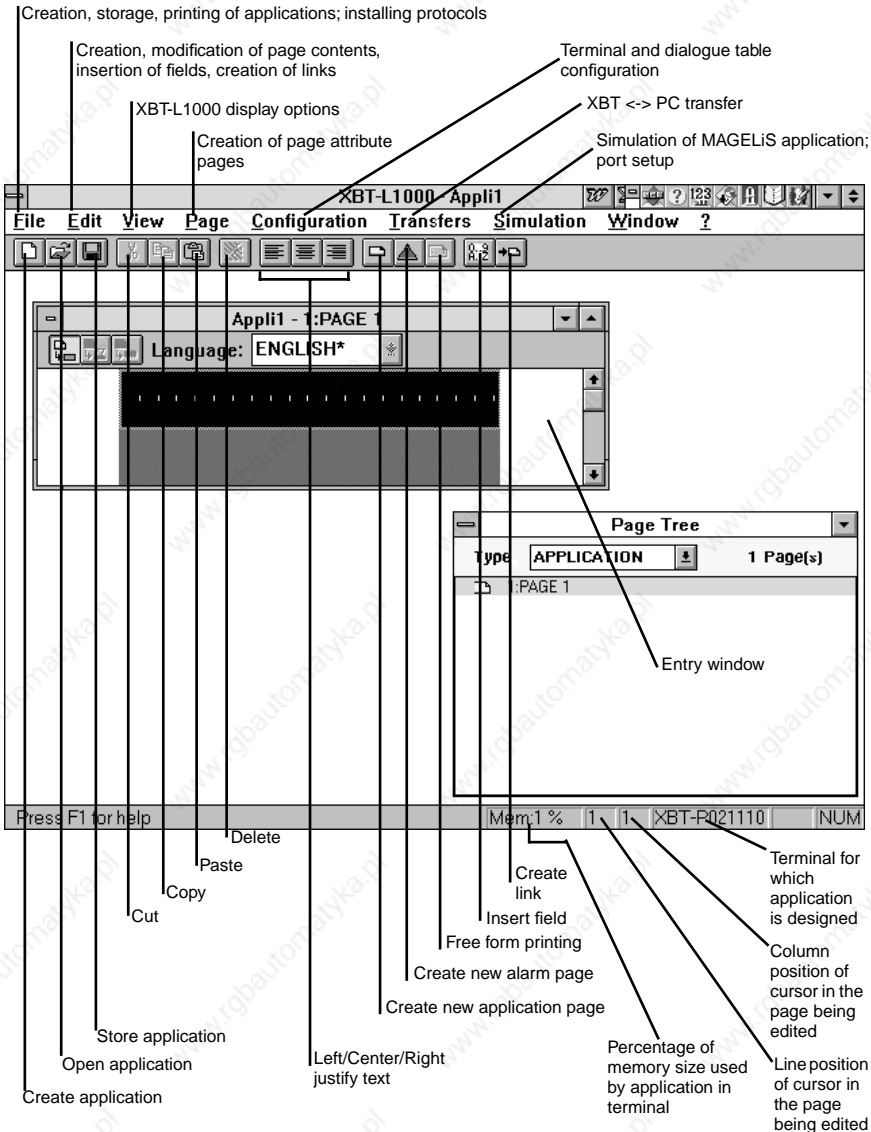 Creation, storage, printing of applications; installing protocols
Creation, modification of page contents,
insertion of fields, creation of links
Terminal and dialogue table
configuration
XBT-L1000 display options
XBT <-> PC transfer
Creation of page attribute
pages
Simulation of MAGELiS application;
port setup
XBT-L1000 - Appli1
File Edit View Page Configuration Transfers Simulation Window ?
Appli1 - 1:PAGE 1
Language: ENGLISH*
Page Tree
Type APPLICATION 1 Page(s)
1:PAGE 1
Entry window
Press F1 for help Mem:1 % 1 1 XBT-P021110 NUM
Delete
Paste
Copy
Cut
Create
link
Insert field
Free form printing
Create new alarm page
Create new application page
Store application
Open application
Create application
Left/Center/Right
justify text
Percentage of
memory size used
by application in
terminal
Terminal for
which
application
is designed
Column
position of
cursor in the
page being
edited
Line position
of cursor in
the page
being edited
www.rgbautomatyka.pl